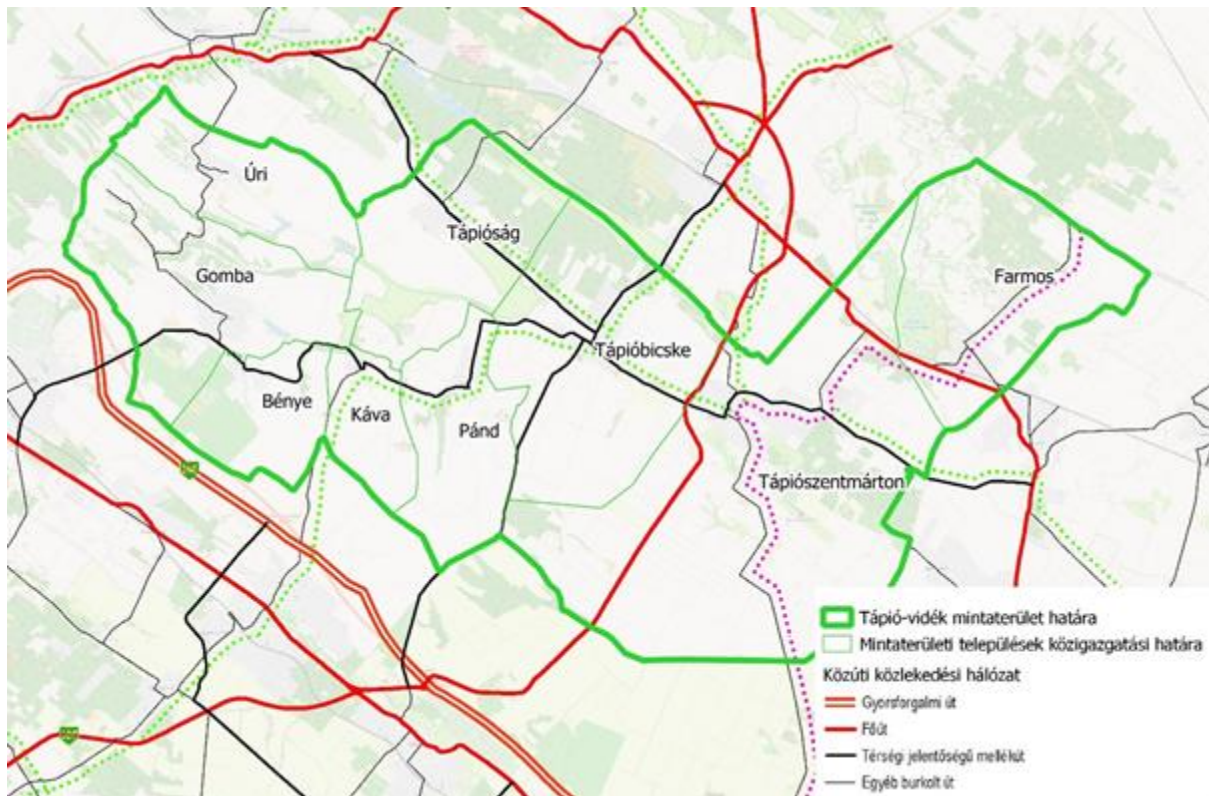 Úri
Tápióság
Gomba
Farmos
Tápióbicske
Bénye
Káva
Pánd
Tápiószentmárton
Tápió-vidék mintaterület határa
Mintaterületi települések közigazgatási határa
Közúti közlekedési hálózat
Gyorsforgalmi út
Főút
Térségi jelentőségű mellékút
Egyéb burkolt út